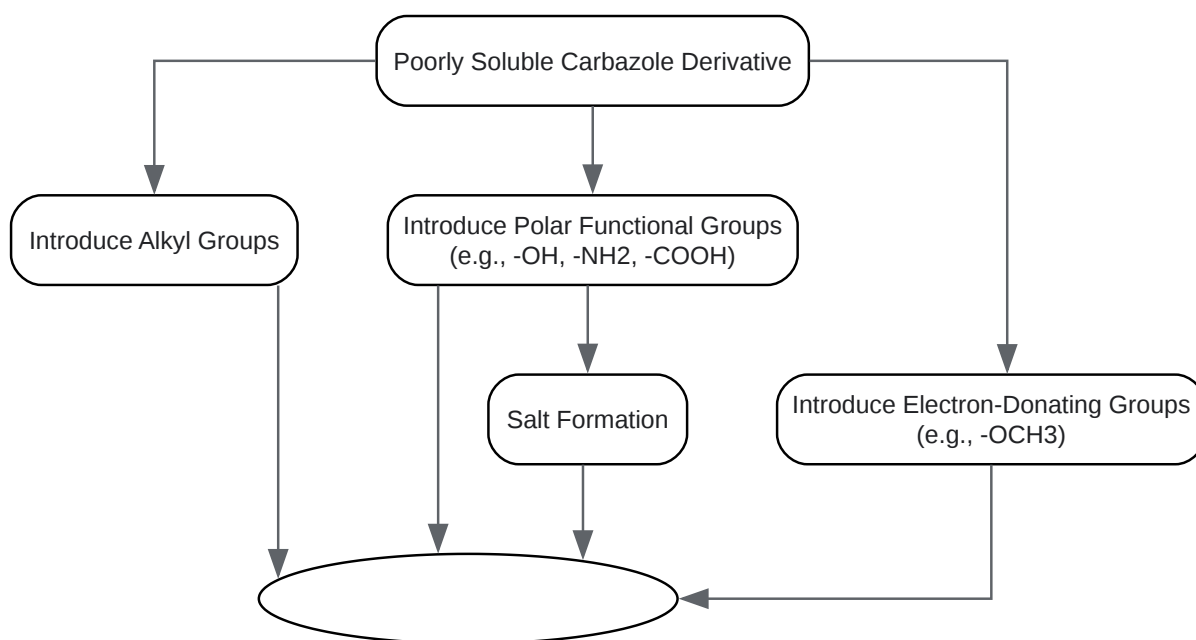 Poorly Soluble Carbazole Derivative
Introduce Alkyl Groups
Introduce Polar Functional Groups
(e.g., -OH, -NH2, -COOH)
Salt Formation
Introduce Electron-Donating Groups
(e.g., -OCH3)